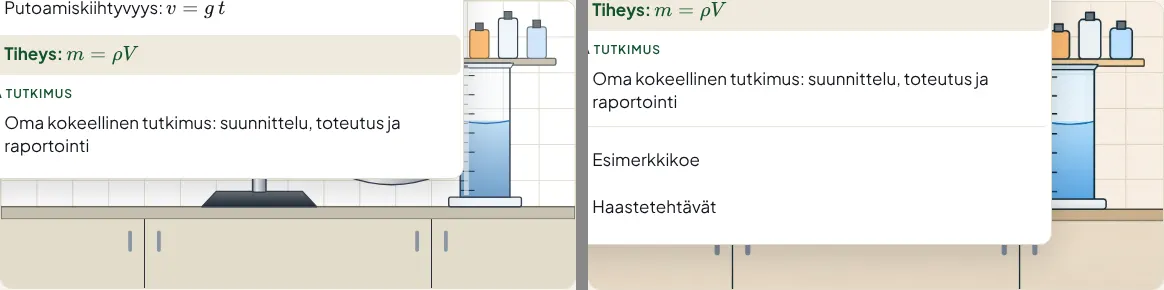 Putoamiskiihtyvyys: v = g t
Tiheys: m = ρV
TUTKIMUS
Oma kokeellinen tutkimus: suunnittelu, toteutus ja
raportointi
Tiheys: m = ρV
TUTKIMUS
Oma kokeellinen tutkimus: suunnittelu, toteutus ja
raportointi
Esimerkkikoe
Haastetehtävät